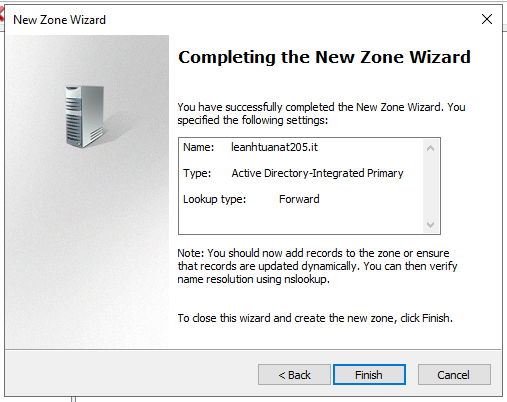 New Zone Wizard
Completing the New Zone Wizard
You have successfully completed the New Zone Wizard. You
specified the following settings:
Name: leanhtuanat205.it
Type: Active Directory-Integrated Primary
Lookup type: Forward
Note: You should now add records to the zone or ensure
that records are updated dynamically. You can then verify
name resolution using nslookup.
To close this wizard and create the new zone, click Finish.
< Back Finish Cancel